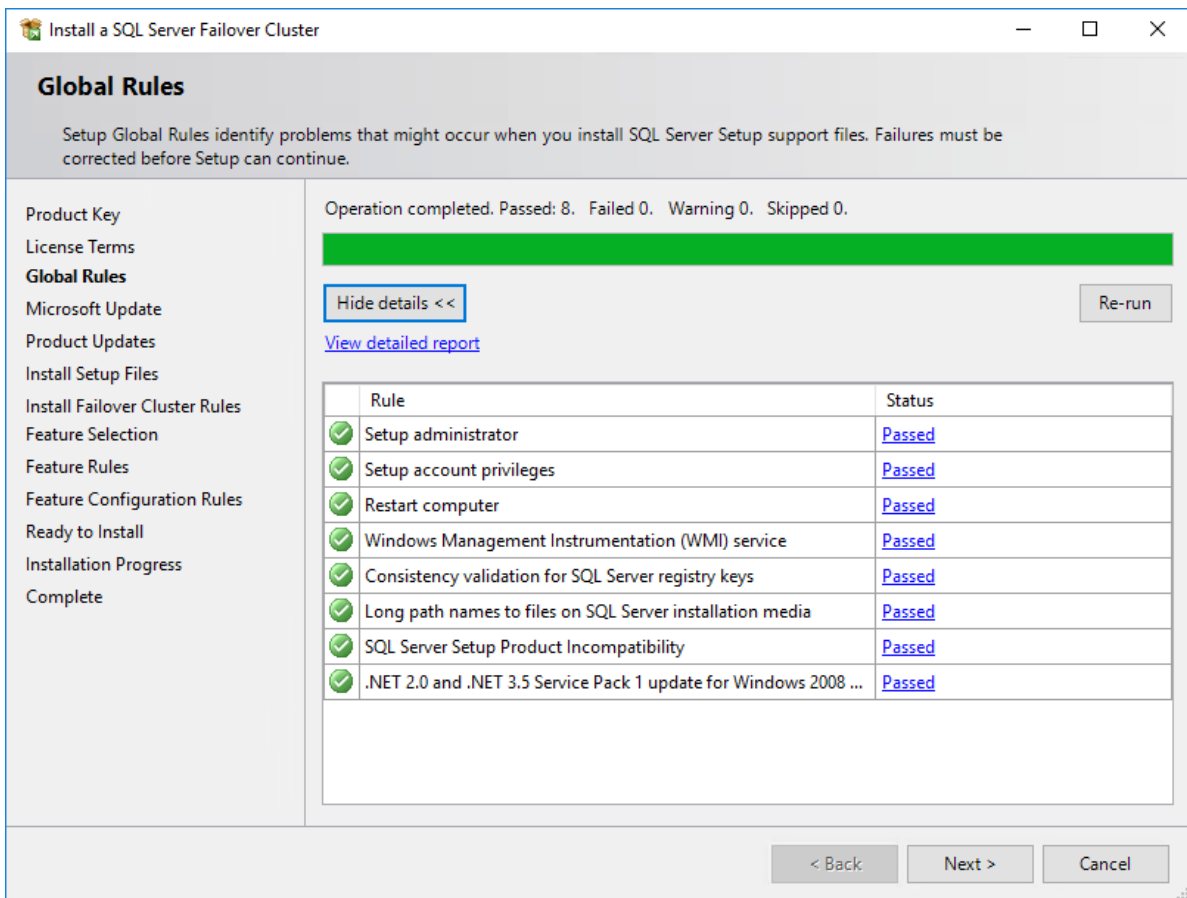 Install a SQL Server Failover Cluster
Global Rules
Setup Global Rules identify problems that might occur when you install SQL Server Setup support files. Failures must be
corrected before Setup can continue.
Product Key
License Terms
Global Rules
Microsoft Update
Product Updates
Install Setup Files
Install Failover Cluster Rules
Feature Selection
Feature Rules
Feature Configuration Rules
Ready to Install
Installation Progress
Complete
Operation completed. Passed: 8.   Failed 0.   Warning 0.   Skipped 0.
Hide details <<
Re-run
View detailed report
Rule Status
Setup administrator Passed
Setup account privileges Passed
Restart computer Passed
Windows Management Instrumentation (WMI) service Passed
Consistency validation for SQL Server registry keys Passed
Long path names to files on SQL Server installation media Passed
SQL Server Setup Product Incompatibility Passed
.NET 2.0 and .NET 3.5 Service Pack 1 update for Windows 2008 ... Passed
< Back Next > Cancel